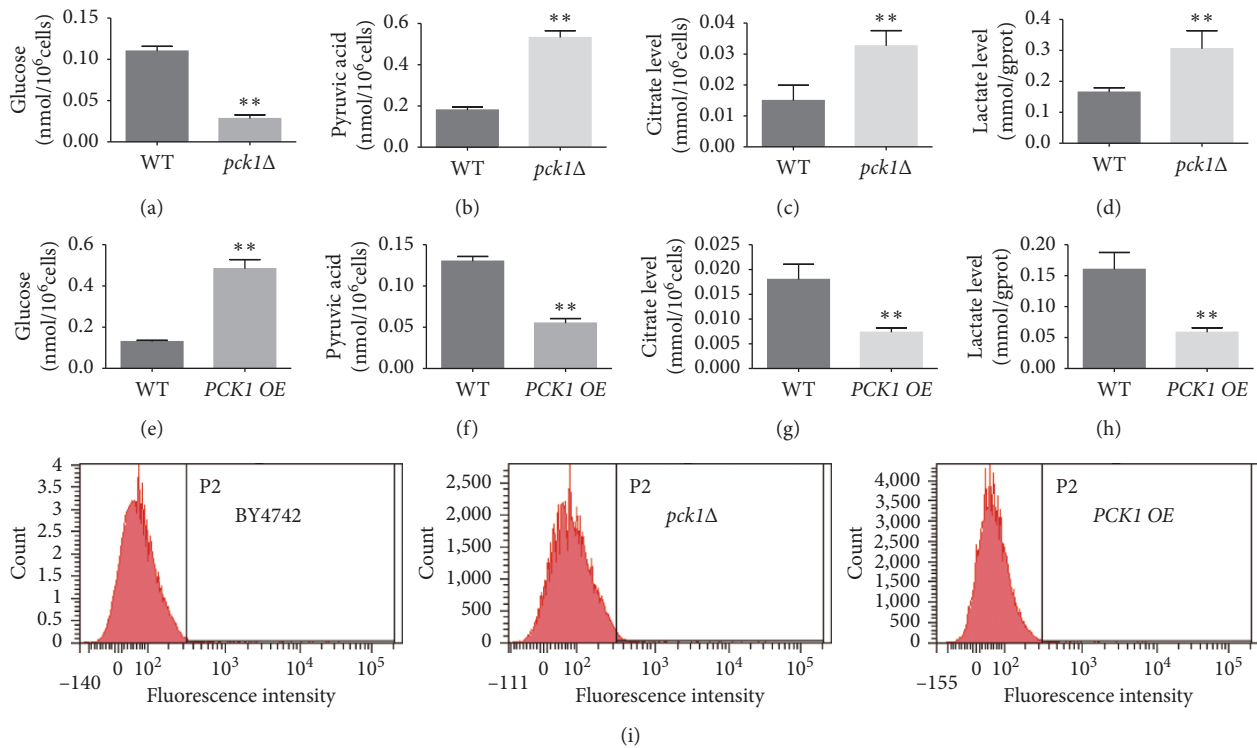 Glucose
(nmol/10⁶cells)
0.15
0.10
0.05
0.00
**
WT
pck1Δ
(a)
Pyruvic acid
(nmol/10⁶cells)
0.6
0.4
0.2
0.0
**
WT
pck1Δ
(b)
Citrate level
(mmol/10⁶cells)
0.04
0.03
0.02
0.01
0.00
**
WT
pck1Δ
(c)
Lactate level
(mmol/gprot)
0.4
0.3
0.2
0.1
0.0
**
WT
pck1Δ
(d)
Glucose
(nmol/10⁶cells)
0.6
0.4
0.2
0.0
**
WT
PCK1 OE
(e)
Pyruvic acid
(nmol/10⁶cells)
0.15
0.10
0.05
0.00
**
WT
PCK1 OE
(f)
Citrate level
(mmol/10⁶cells)
0.025
0.020
0.015
0.010
0.005
0.000
**
WT
PCK1 OE
(g)
Lactate level
(mmol/gprot)
0.20
0.15
0.10
0.05
0.00
**
WT
PCK1 OE
(h)
Count
4
3.5
3
2.5
2
1.5
1
0.5
0
P2
BY4742
−140
0 10² 10³ 10⁴ 10⁵
Fluorescence intensity
Count
2,500
2,000
1,500
1,000
500
0
P2
pck1Δ
−111
0 10² 10³ 10⁴ 10⁵
Fluorescence intensity
Count
4,000
3,500
3,000
2,500
2,000
1,500
1,000
500
0
P2
PCK1 OE
−155
0 10² 10³ 10⁴ 10⁵
Fluorescence intensity
(i)